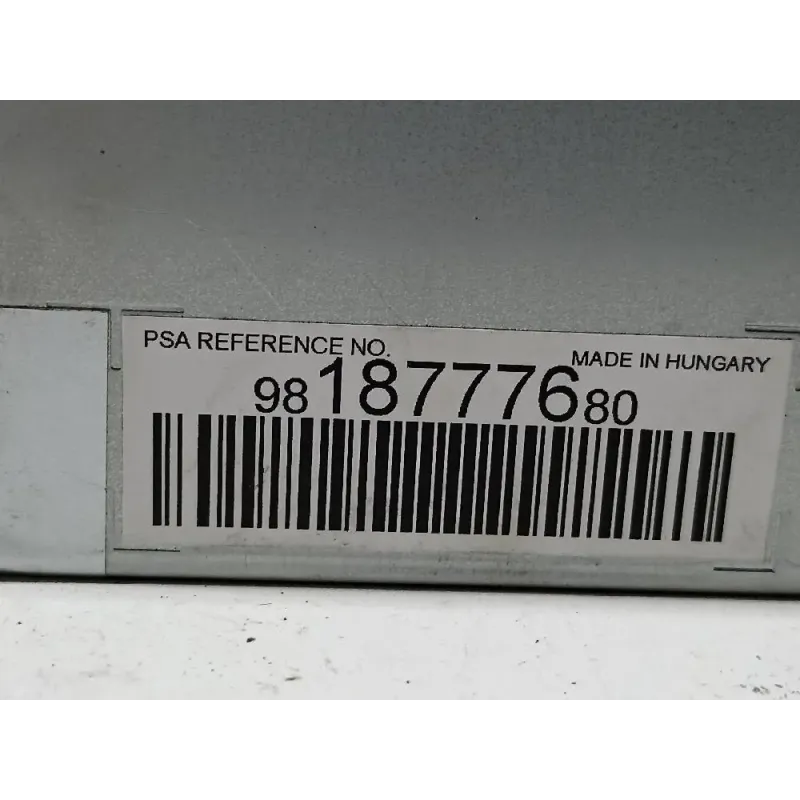 PSA REFERENCE NO.
MADE IN HUNGARY
9818777680